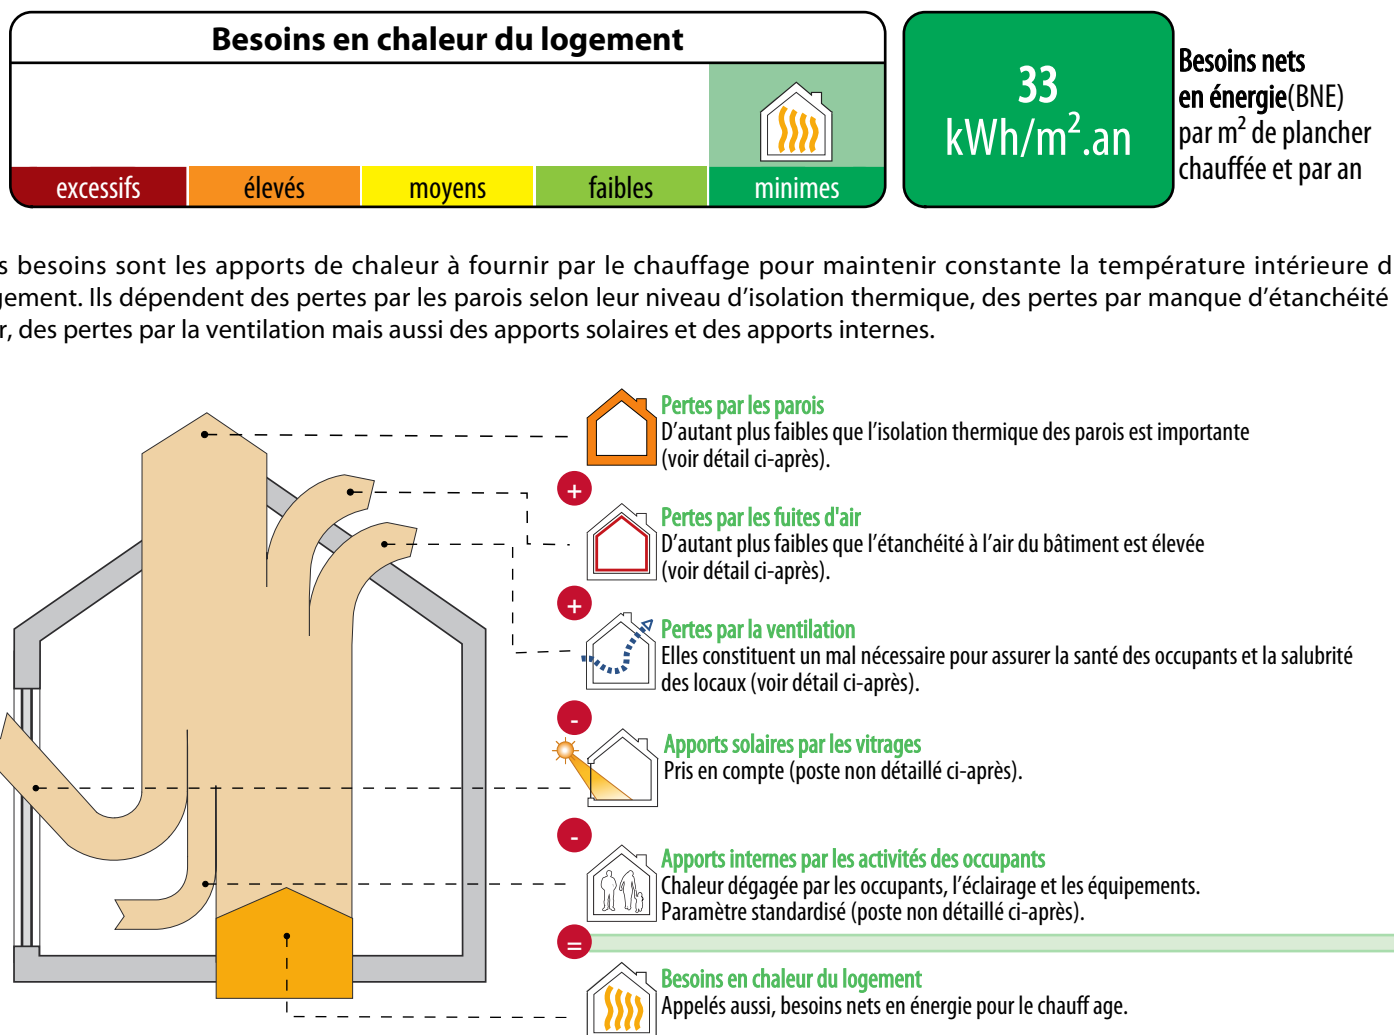 Besoins en chaleur du logement
excessifs
élevés
moyens
faibles
minimes
33
kWh/m².an
Besoins nets
en énergie(BNE)
par m² de plancher
chauffée et par an
besoins sont les apports de chaleur à fournir par le chauffage pour maintenir constante la température intérieure
Ils dépendent des pertes par les parois selon leur niveau d’isolation thermique, des pertes par manque d’étanchéité
des pertes par la ventilation mais aussi des apports solaires et des apports internes.
Pertes par les parois
D’autant plus faibles que l’isolation thermique des parois est importante
(voir détail ci-après).
+
Pertes par les fuites d'air
D’autant plus faibles que l’étanchéité à l’air du bâtiment est élevée
(voir détail ci-après).
+
Pertes par la ventilation
Elles constituent un mal nécessaire pour assurer la santé des occupants et la salubrité
des locaux (voir détail ci-après).
-
Apports solaires par les vitrages
Pris en compte (poste non détaillé ci-après).
-
Apports internes par les activités des occupants
Chaleur dégagée par les occupants, l’éclairage et les équipements.
Paramètre standardisé (poste non détaillé ci-après).
=
Besoins en chaleur du logement
Appelés aussi, besoins nets en énergie pour le chauff age.